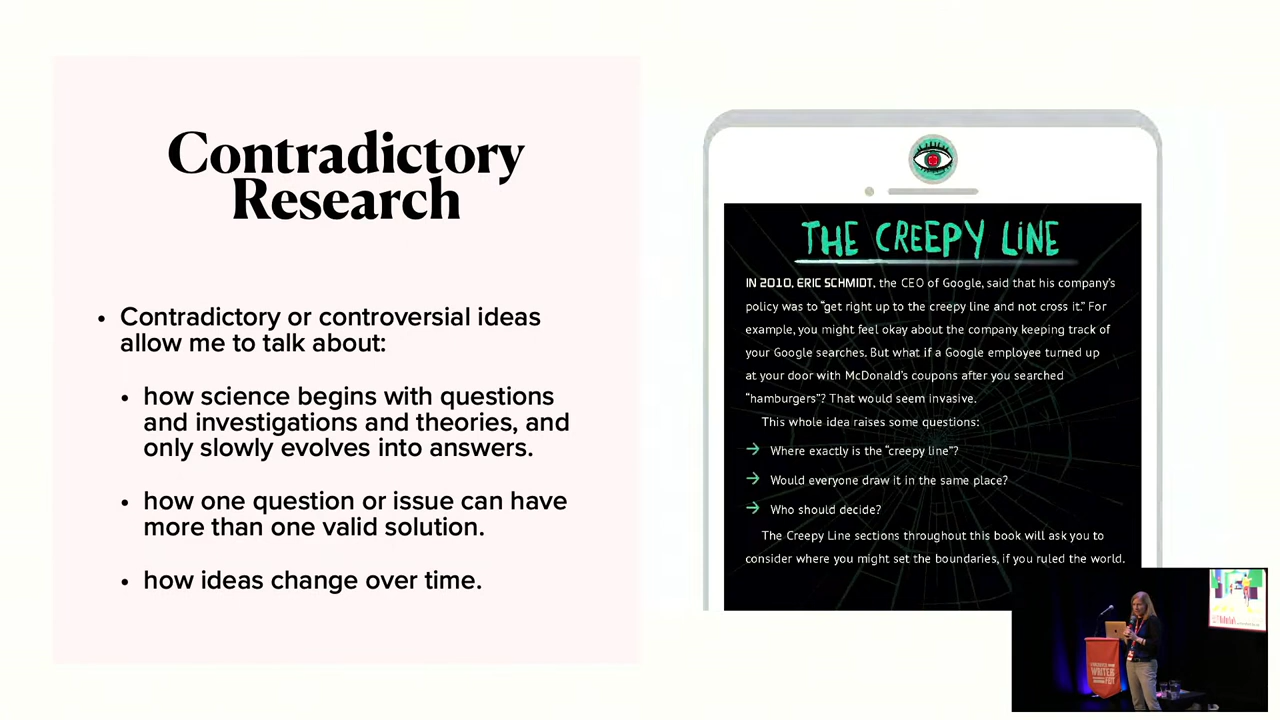 Contradictory
Research
• Contradictory or controversial ideas
allow me to talk about:
• how science begins with questions
and investigations and theories, and
only slowly evolves into answers.
• how one question or issue can have
more than one valid solution.
• how ideas change over time.
THE CREEPY LINE
IN 2010, ERIC SCHMIDT, the CEO of Google, said that his company's
policy was to “get right up to the creepy line and not cross it.” For
example, you might feel okay about the company keeping track of
your Google searches. But what if a Google employee turned up
at your door with McDonald's coupons after you searched
“hamburgers”? That would seem invasive.
This whole idea raises some questions:
→ Where exactly is the “creepy line”?
→ Would everyone draw it in the same place?
→ Who should decide?
The Creepy Line sections throughout this book will ask you to
consider where you might set the boundaries, if you ruled the world.
WRITER